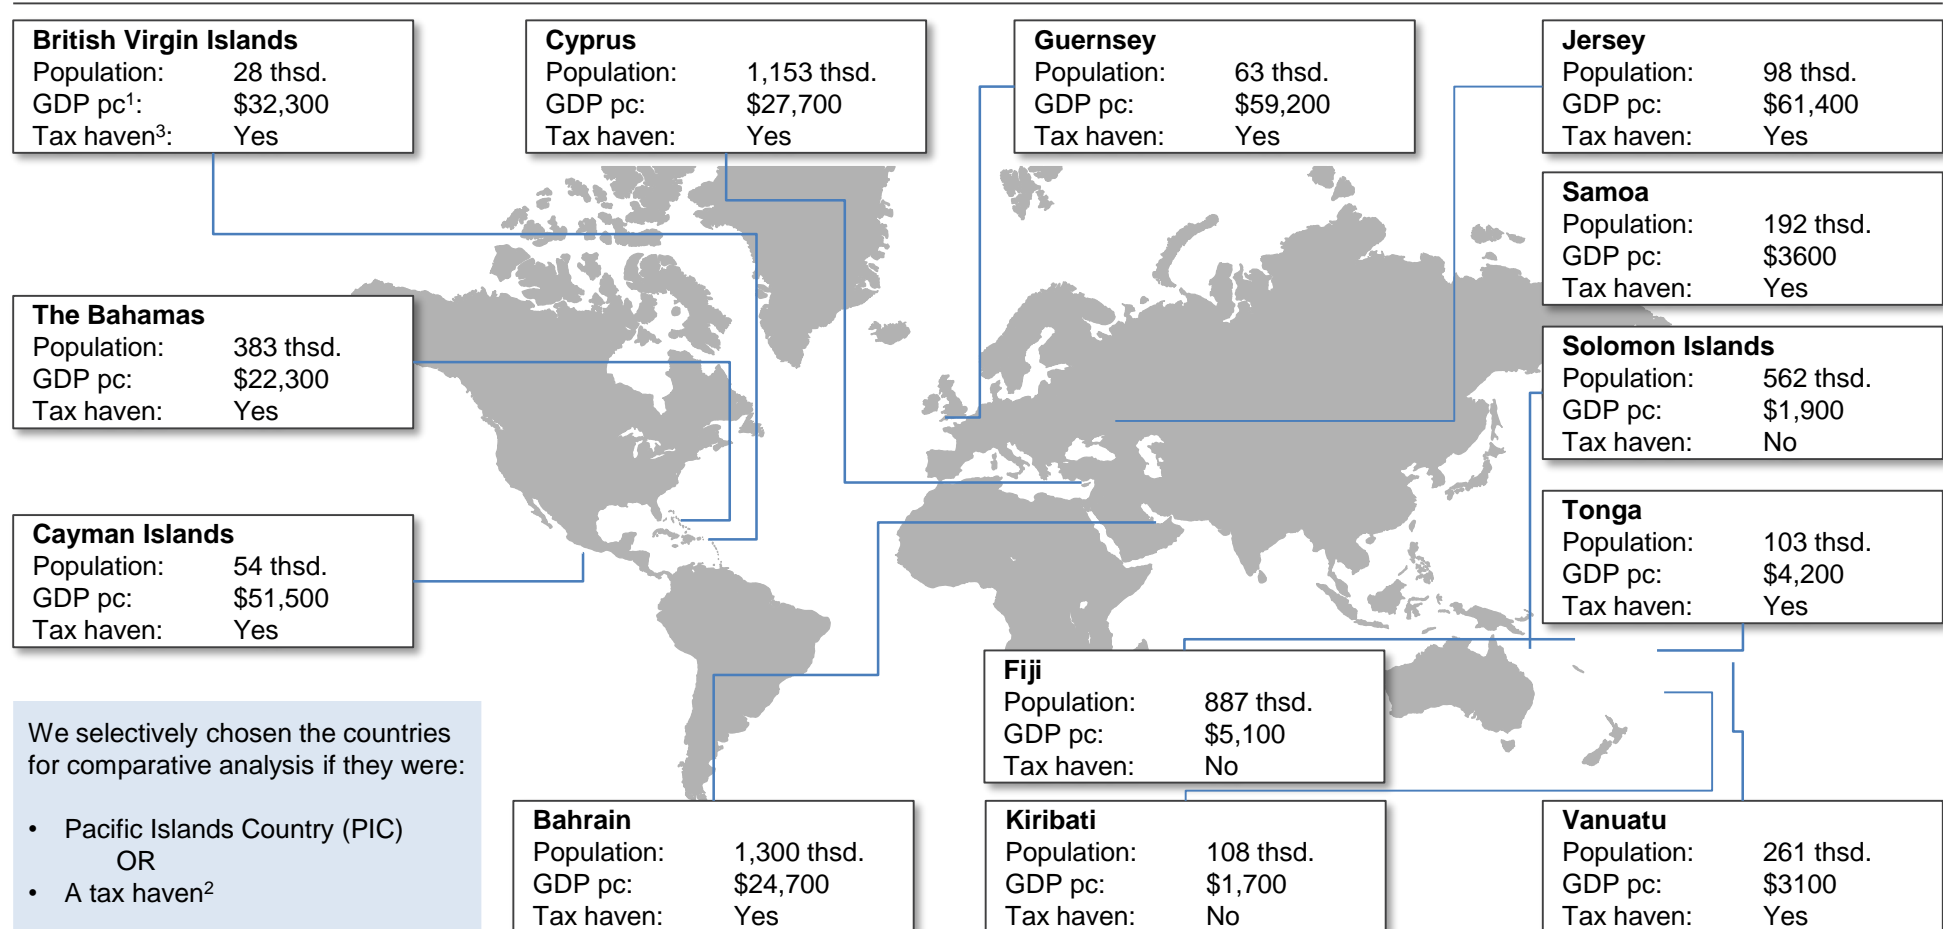 British Virgin Islands
Population: 28 thsd.
GDP pc¹: $32,300
Tax haven³: Yes
Cyprus
Population: 1,153 thsd.
GDP pc: $27,700
Tax haven: Yes
Guernsey
Population: 63 thsd.
GDP pc: $59,200
Tax haven: Yes
Jersey
Population: 98 thsd.
GDP pc: $61,400
Tax haven: Yes
Samoa
Population: 192 thsd.
GDP pc: $3600
Tax haven: Yes
The Bahamas
Population: 383 thsd.
GDP pc: $22,300
Tax haven: Yes
Solomon Islands
Population: 562 thsd.
GDP pc: $1,900
Tax haven: No
Cayman Islands
Population: 54 thsd.
GDP pc: $51,500
Tax haven: Yes
Tonga
Population: 103 thsd.
GDP pc: $4,200
Tax haven: Yes
Fiji
Population: 887 thsd.
GDP pc: $5,100
Tax haven: No
We selectively chosen the countries
for comparative analysis if they were:
• Pacific Islands Country (PIC)
OR
• A tax haven²
Bahrain
Population: 1,300 thsd.
GDP pc: $24,700
Tax haven: Yes
Kiribati
Population: 108 thsd.
GDP pc: $1,700
Tax haven: No
Vanuatu
Population: 261 thsd.
GDP pc: $3100
Tax haven: Yes